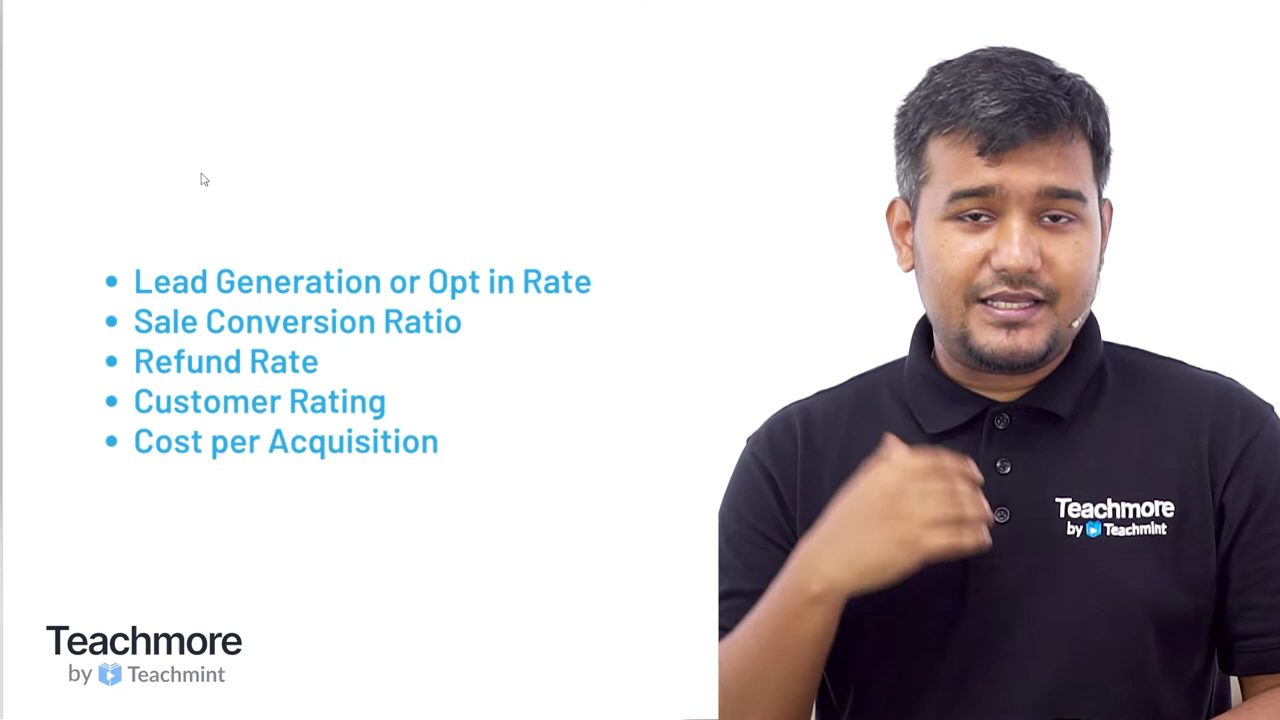 Lead Generation or Opt in Rate
Sale Conversion Ratio
Refund Rate
Customer Rating
Cost per Acquisition
Teachmore
by Teachmint
Teachmore
by Teachmint